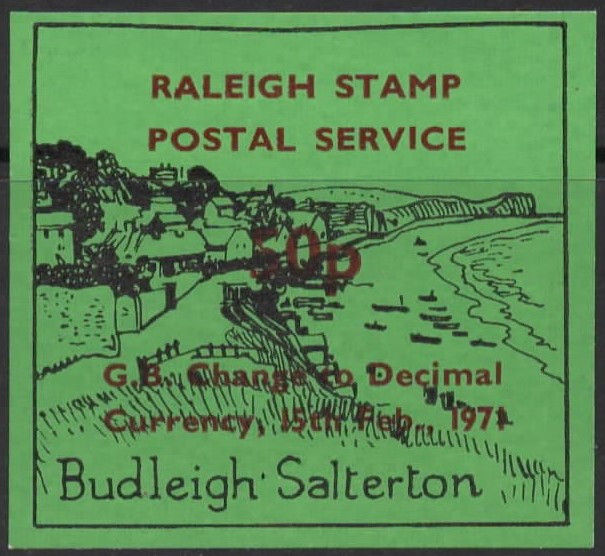 RALEIGH STAMP
POSTAL SERVICE
50p
G.B. Change to Decimal
Currency, 15th Feb., 1971
Budleigh Salterton